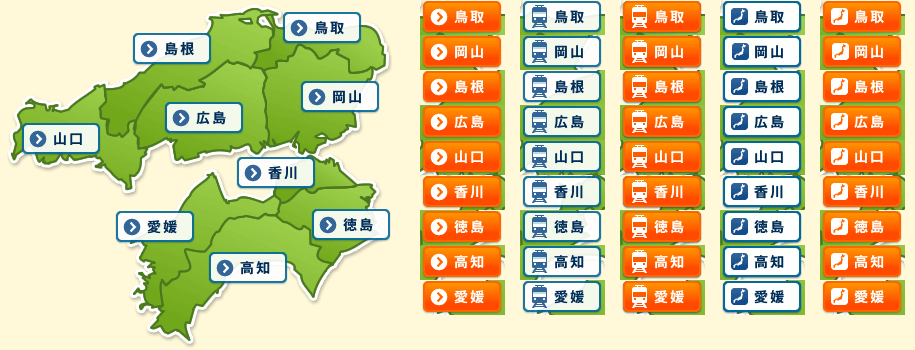 鳥取
島根
岡山
広島
山口
香川
愛媛
徳島
高知
鳥取 鳥取 鳥取 鳥取 鳥取
岡山 岡山 岡山 岡山 岡山
島根 島根 島根 島根 島根
広島 広島 広島 広島 広島
山口 山口 山口 山口 山口
香川 香川 香川 香川 香川
徳島 徳島 徳島 徳島 徳島
高知 高知 高知 高知 高知
愛媛 愛媛 愛媛 愛媛 愛媛